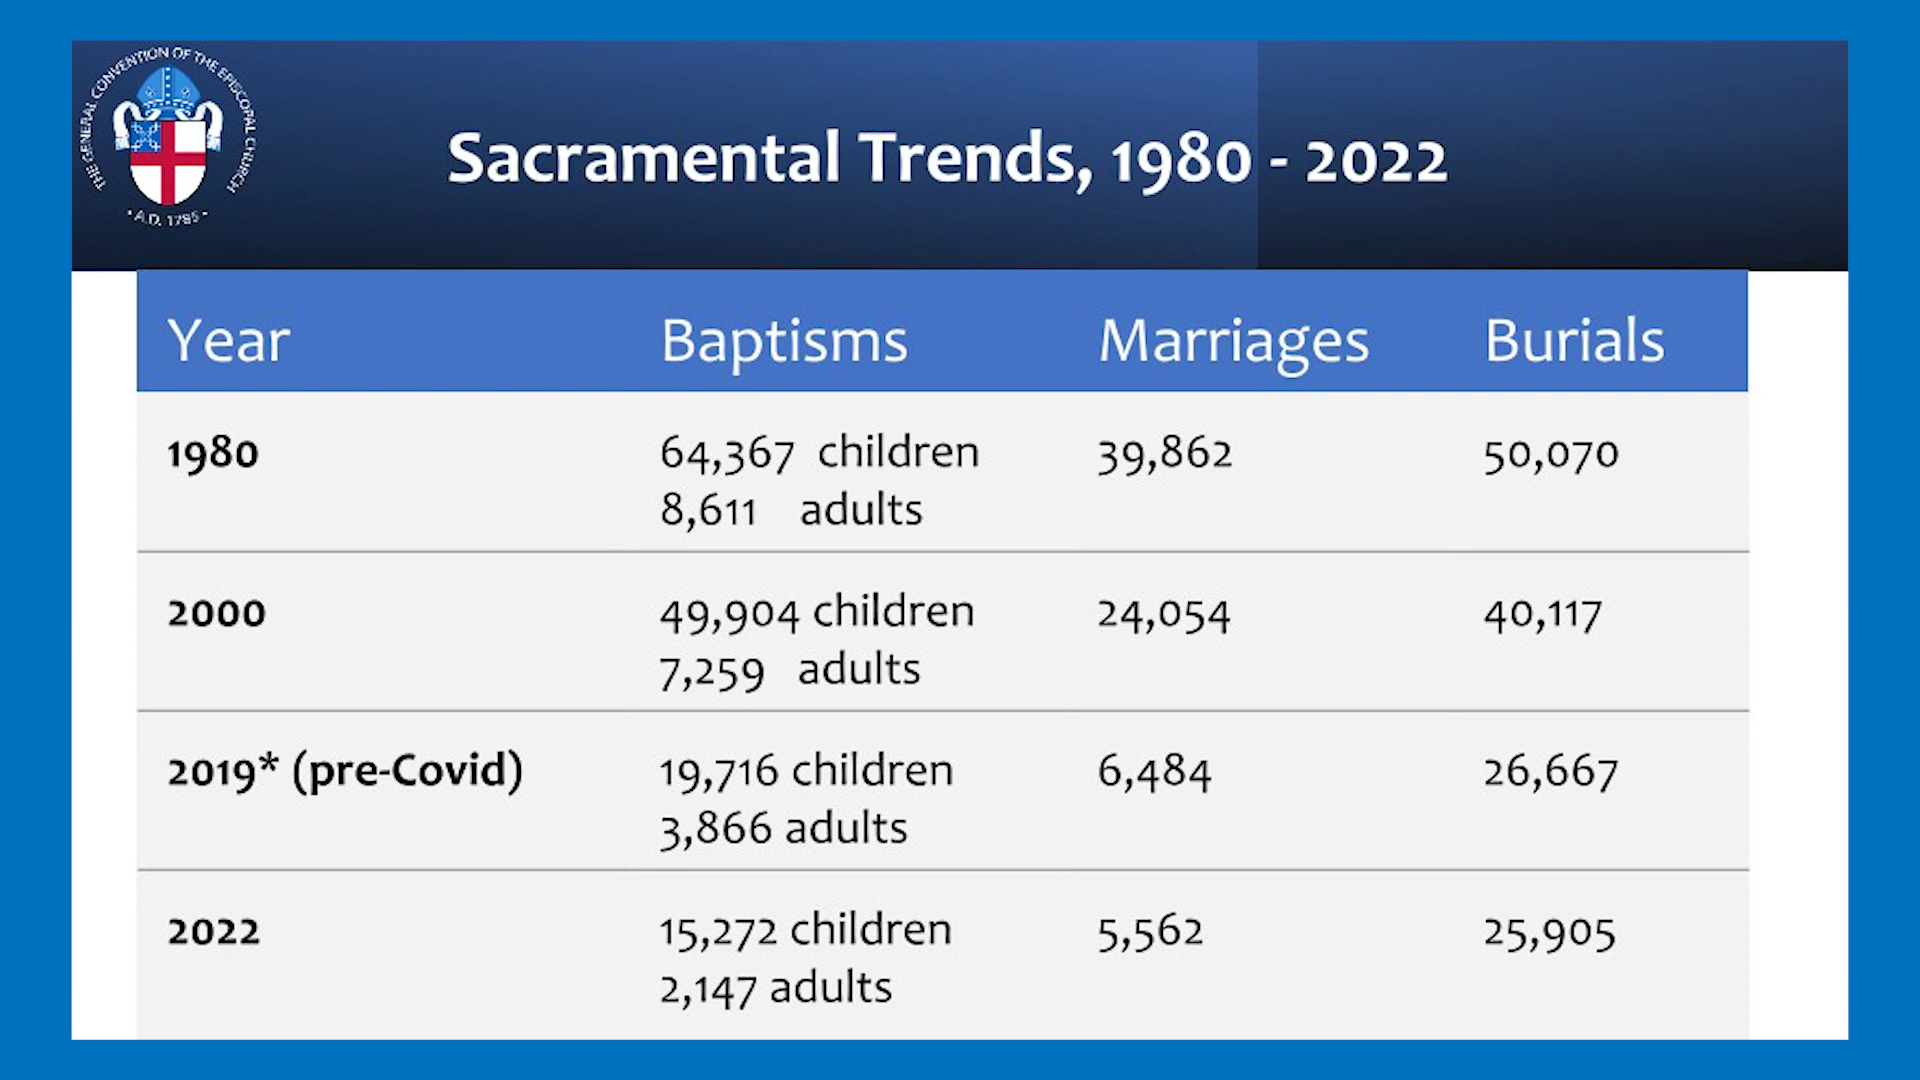 THE GENERAL CONVENTION OF THE EPISCOPAL CHURCH
• A.D. 1785 •
Sacramental Trends, 1980 - 2022
Year Baptisms Marriages Burials
1980 64,367 children 39,862 50,070
8,611 adults
2000 49,904 children 24,054 40,117
7,259 adults
2019* (pre-Covid) 19,716 children 6,484 26,667
3,866 adults
2022 15,272 children 5,562 25,905
2,147 adults